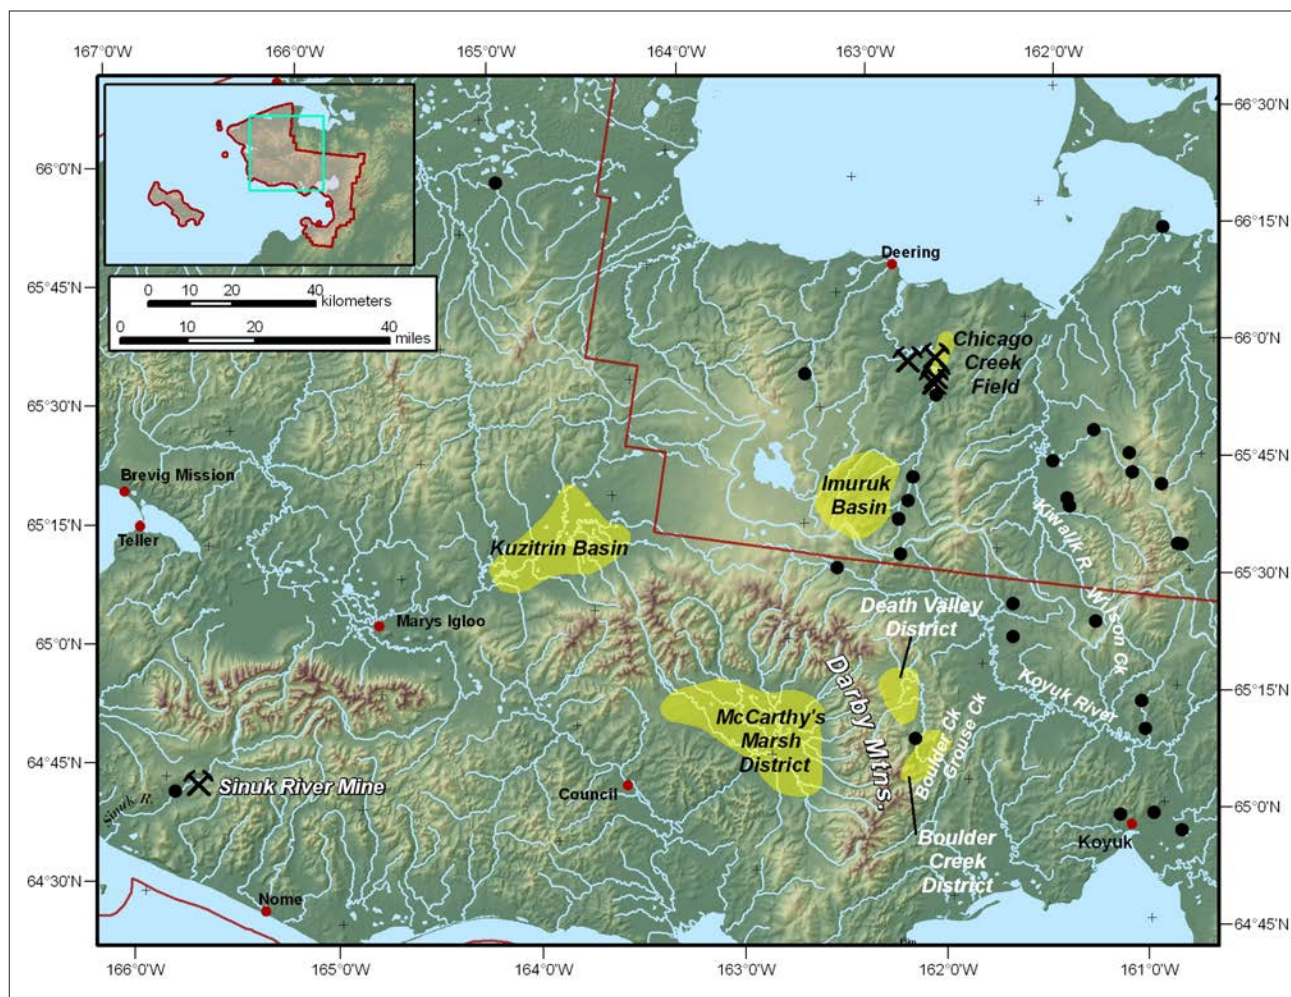 167°0'W
166°0'W
165°0'W
164°0'W
163°0'W
162°0'W
66°30'N
66°0'N
66°15'N
Deering
65°45'N
0 20 40 kilometers
0 10 20 40 miles
66°0'N
Chicago
Creek
Field
65°30'N
Brevig Mission
65°45'N
Imuruk
Basin
65°15'N
Teller
Kuzitrin Basin
Kiwalik R.
65°30'N
Death Valley
District
Wilson Ck
Marys Igloo
65°0'N
Darby Mtns.
Koyuk River
65°15'N
McCarthy's
Marsh
District
Boulder Ck
Grouse Ck
64°45'N
Sinuk River Mine
Sinuk R.
Council
65°0'N
Koyuk
Boulder
Creek
District
64°30'N
Nome
64°45'N
166°0'W
165°0'W
164°0'W
163°0'W
162°0'W
161°0'W